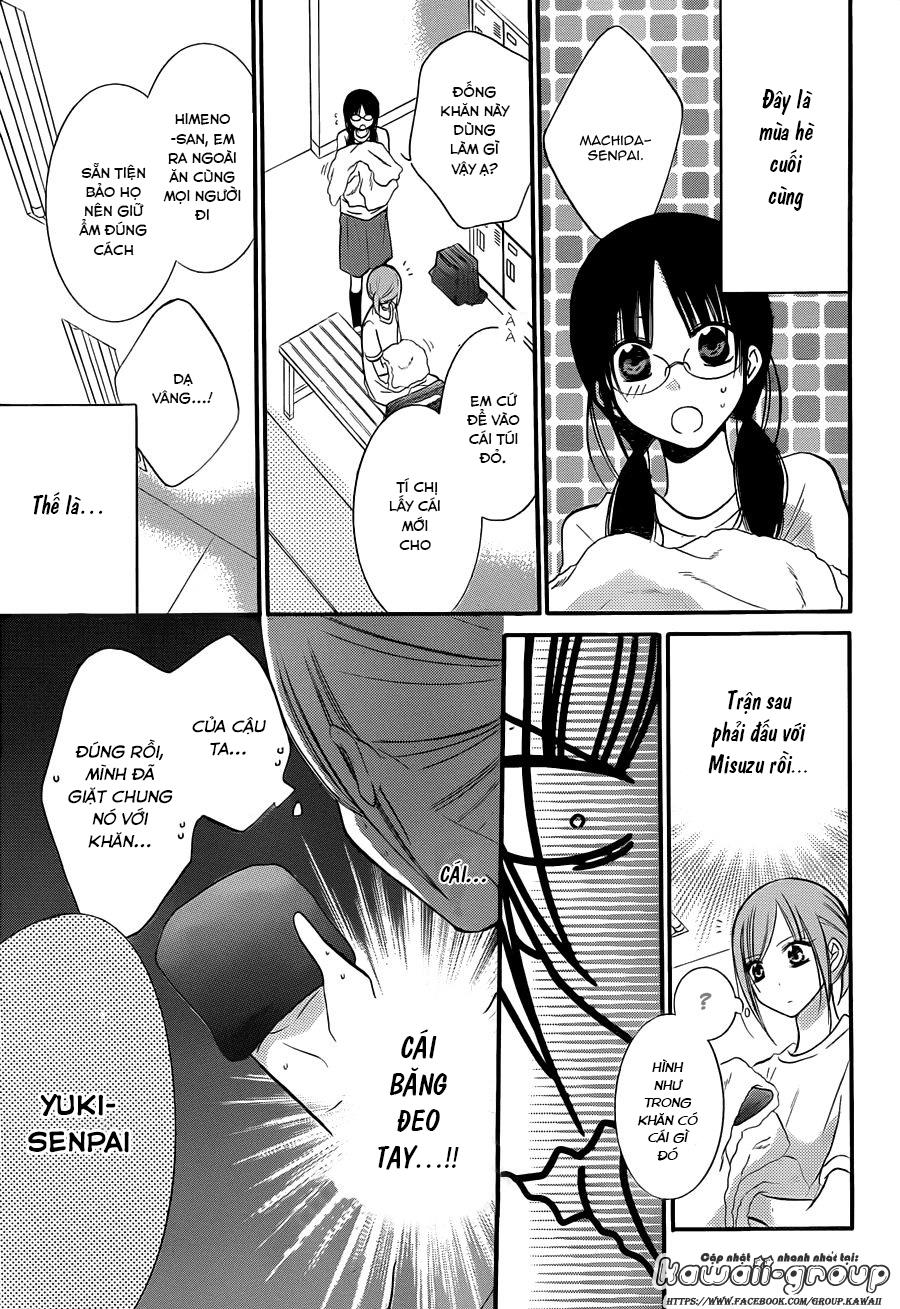 Đây là
mùa hè
cuối
cùng
MACHIDA-
SENPAI.
ĐỐNG
KHĂN NÀY
DÙNG
LÀM GÌ
VẬY Ạ?
À
À
EM CỨ
ĐỂ VÀO
CÁI TÚI
ĐỎ.
TÍ CHỊ
LẤY CÁI
MỚI
CHO
HIMENO
-SAN, EM
RA NGOÀI
ĂN CÙNG
MỌI NGƯỜI
ĐI
SẴN TIỆN
BẢO HỌ
NÊN GIỮ
ẤM ĐÚNG
CÁCH
DẠ
VÂNG...!
Thế là...
Trận sau
phải đấu với
Misuzu rồi...
?
HÌNH
NHƯ
TRONG
KHĂN CÓ
CÁI GÌ
ĐÓ
CÁI...
CÁI
BĂNG
ĐEO
TAY...!!
CỦA CẬU
TA...
ĐÚNG RỒI,
MÌNH ĐÃ
GIẶT CHUNG
NÓ VỚI
KHĂN...
YUKI-
SENPAI
Cập nhật nhanh nhất tại:
kawaii-group
HTTPS://WWW.FACEBOOK.COM/GROUP.KAWAII